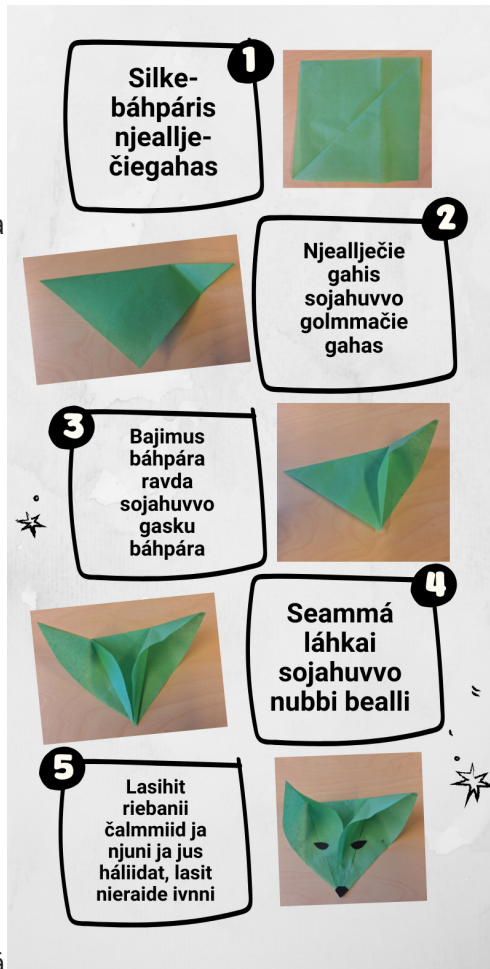 1
Silke-
báhpáris
njeallje-
čiegahas
2
Njeallječie
gahis
sojahuvvo
golmmačie
gahas
3
Bajimus
báhpára
ravda
sojahuvvo
gasku
báhpára
4
Seammá
láhkai
sojahuvvo
nubbi bealli
5
Lasihit
riebanii
čalmmiid ja
njuni ja jus
háliidat, lasit
nieraide ivnni